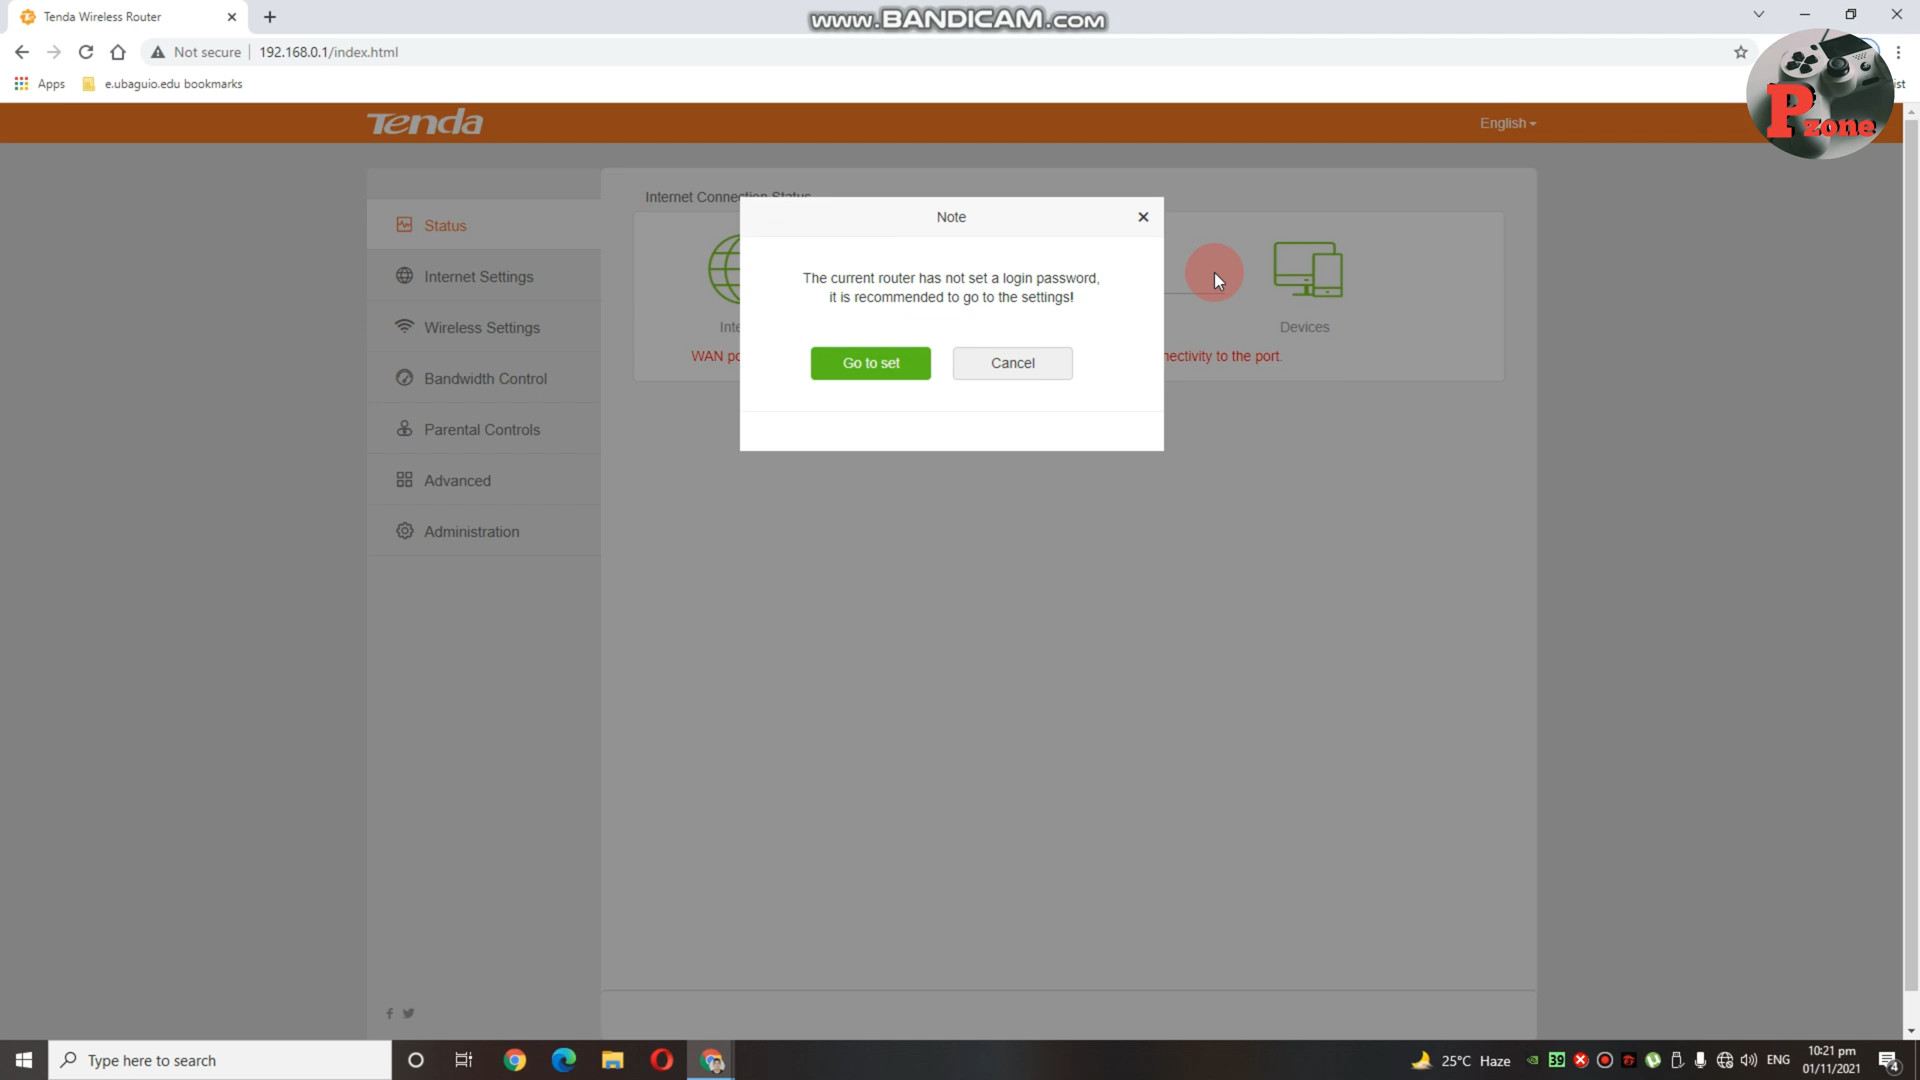 Tenda Wireless Router
www.BANDICAM.com
Not secure
192.168.0.1/index.html
Apps
e.ubaguio.edu bookmarks
P zone
Tenda
English
Status
Internet Settings
Wireless Settings
Bandwidth Control
Parental Controls
Advanced
Administration
Internet Connection Status
Note
The current router has not set a login password,
it is recommended to go to the settings!
Go to set
Cancel
Devices
WAN
nectivity to the port.
Type here to search
25°C Haze
39
ENG
10:21 pm
01/11/2021
4